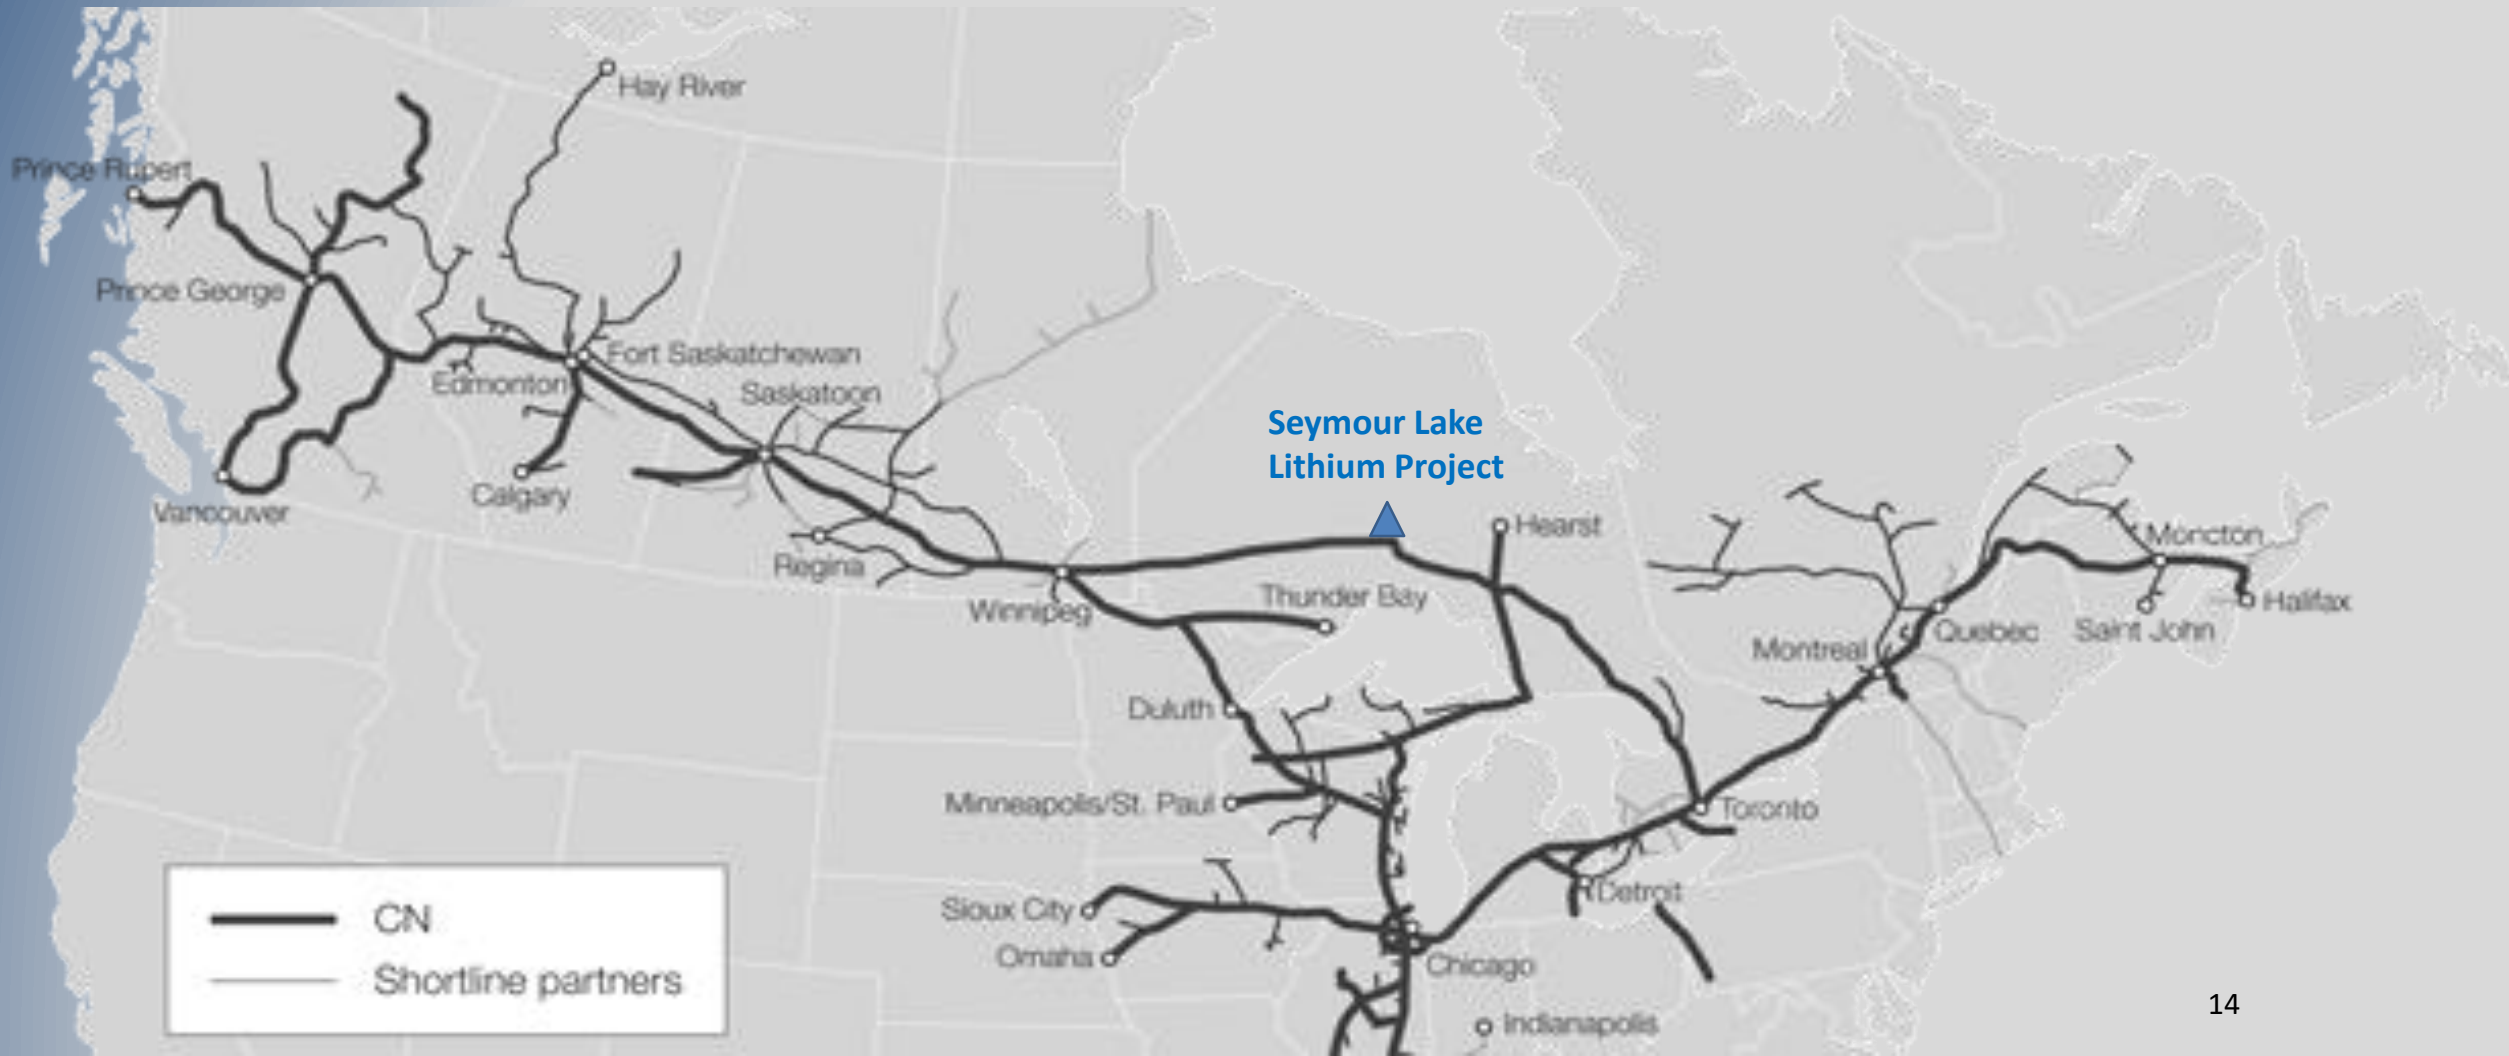 Hay River
Prince Rupert
Prince George
Fort Saskatchewan
Edmonton
Saskatoon
Seymour Lake
Lithium Project
Calgary
Vancouver
Hearst
Moncton
Regina
Thunder Bay
Winnipeg
Halifax
Quebec
Saint John
Montreal
Duluth
Minneapolis/St. Paul
Toronto
Detroit
Sioux City
Omaha
Chicago
CN
Shortline partners
Indianapolis
14